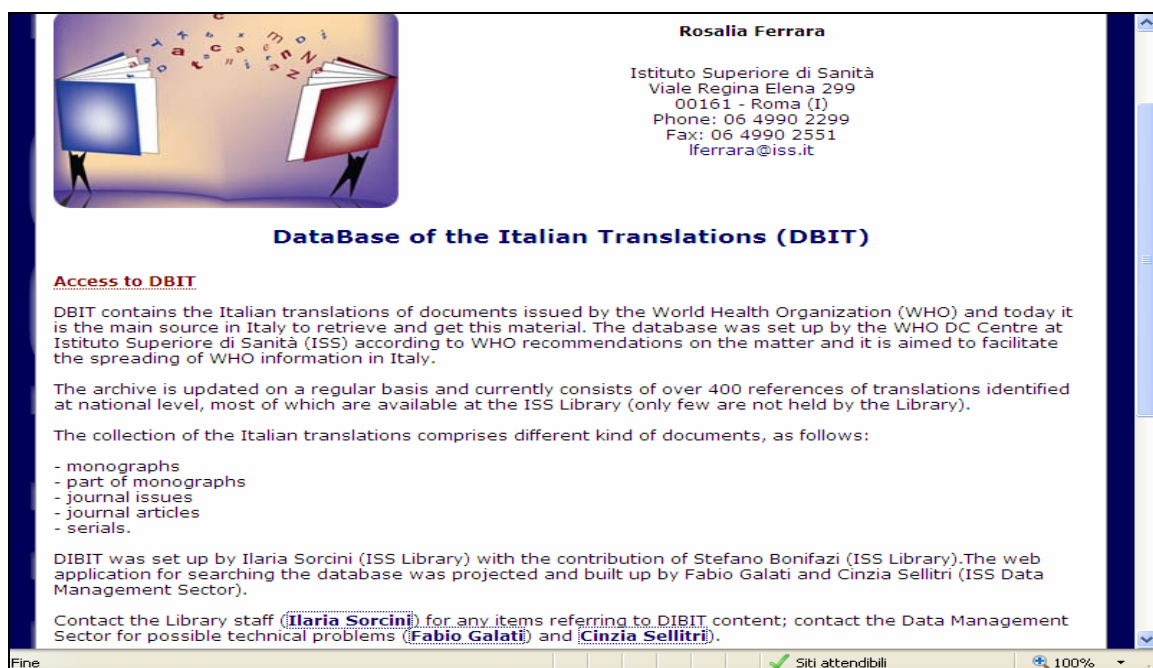 Rosalia Ferrara
Istituto Superiore di Sanità
Viale Regina Elena 299
00161 - Roma (I)
Phone: 06 4990 2299
Fax: 06 4990 2551
lferrara@iss.it
DataBase of the Italian Translations (DBIT)
Access to DBIT
DBIT contains the Italian translations of documents issued by the World Health Organization (WHO) and today it
is the main source in Italy to retrieve and get this material. The database was set up by the WHO DC Centre at
Istituto Superiore di Sanità (ISS) according to WHO recommendations on the matter and it is aimed to facilitate
the spreading of WHO information in Italy.
The archive is updated on a regular basis and currently consists of over 400 references of translations identified
at national level, most of which are available at the ISS Library (only few are not held by the Library).
The collection of the Italian translations comprises different kind of documents, as follows:
- monographs
- part of monographs
- journal issues
- journal articles
- serials.
DIBIT was set up by Ilaria Sorcini (ISS Library) with the contribution of Stefano Bonifazi (ISS Library).The web
application for searching the database was projected and built up by Fabio Galati and Cinzia Sellitri (ISS Data
Management Sector).
Contact the Library staff (Ilaria Sorcini) for any items referring to DIBIT content; contact the Data Management
Sector for possible technical problems (Fabio Galati) and Cinzia Sellitri).
Fine
Siti attendibili
100%